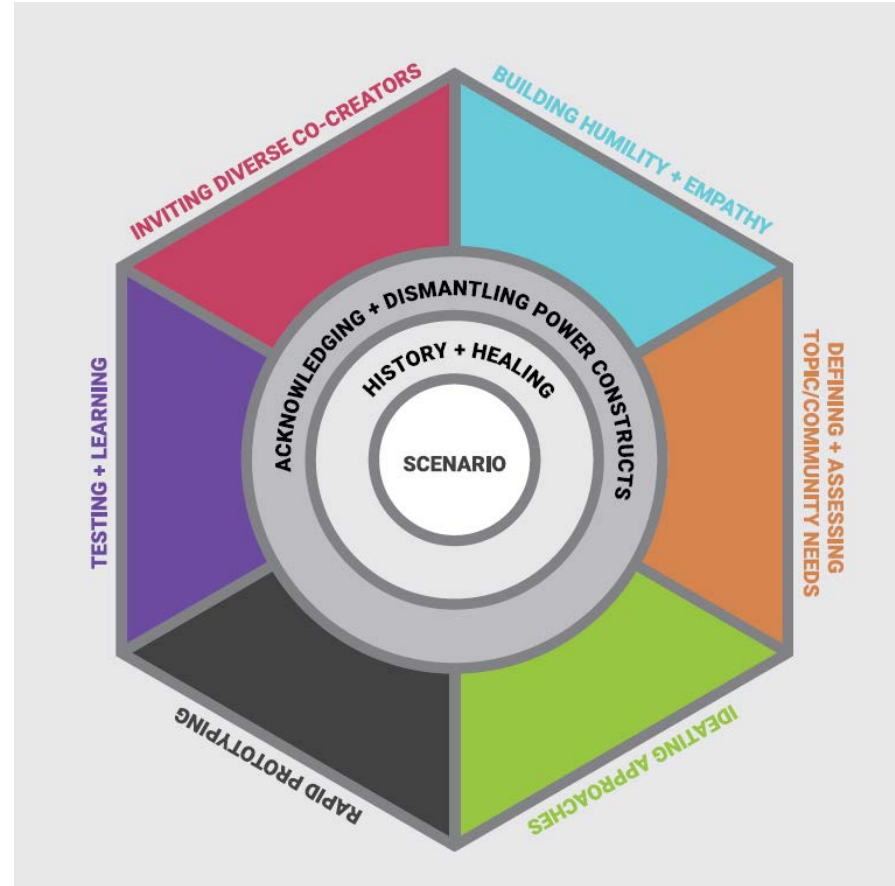 INVITING DIVERSE CO-CREATORS
BUILDING HUMILITY + EMPATHY
DEFINING + ASSESSING
TOPIC/COMMUNITY NEEDS
IDEATING APPROACHES
RAPID PROTOTYPING
TESTING + LEARNING
ACKNOWLEDGING + DISMANTLING POWER CONSTRUCTS
HISTORY + HEALING
SCENARIO